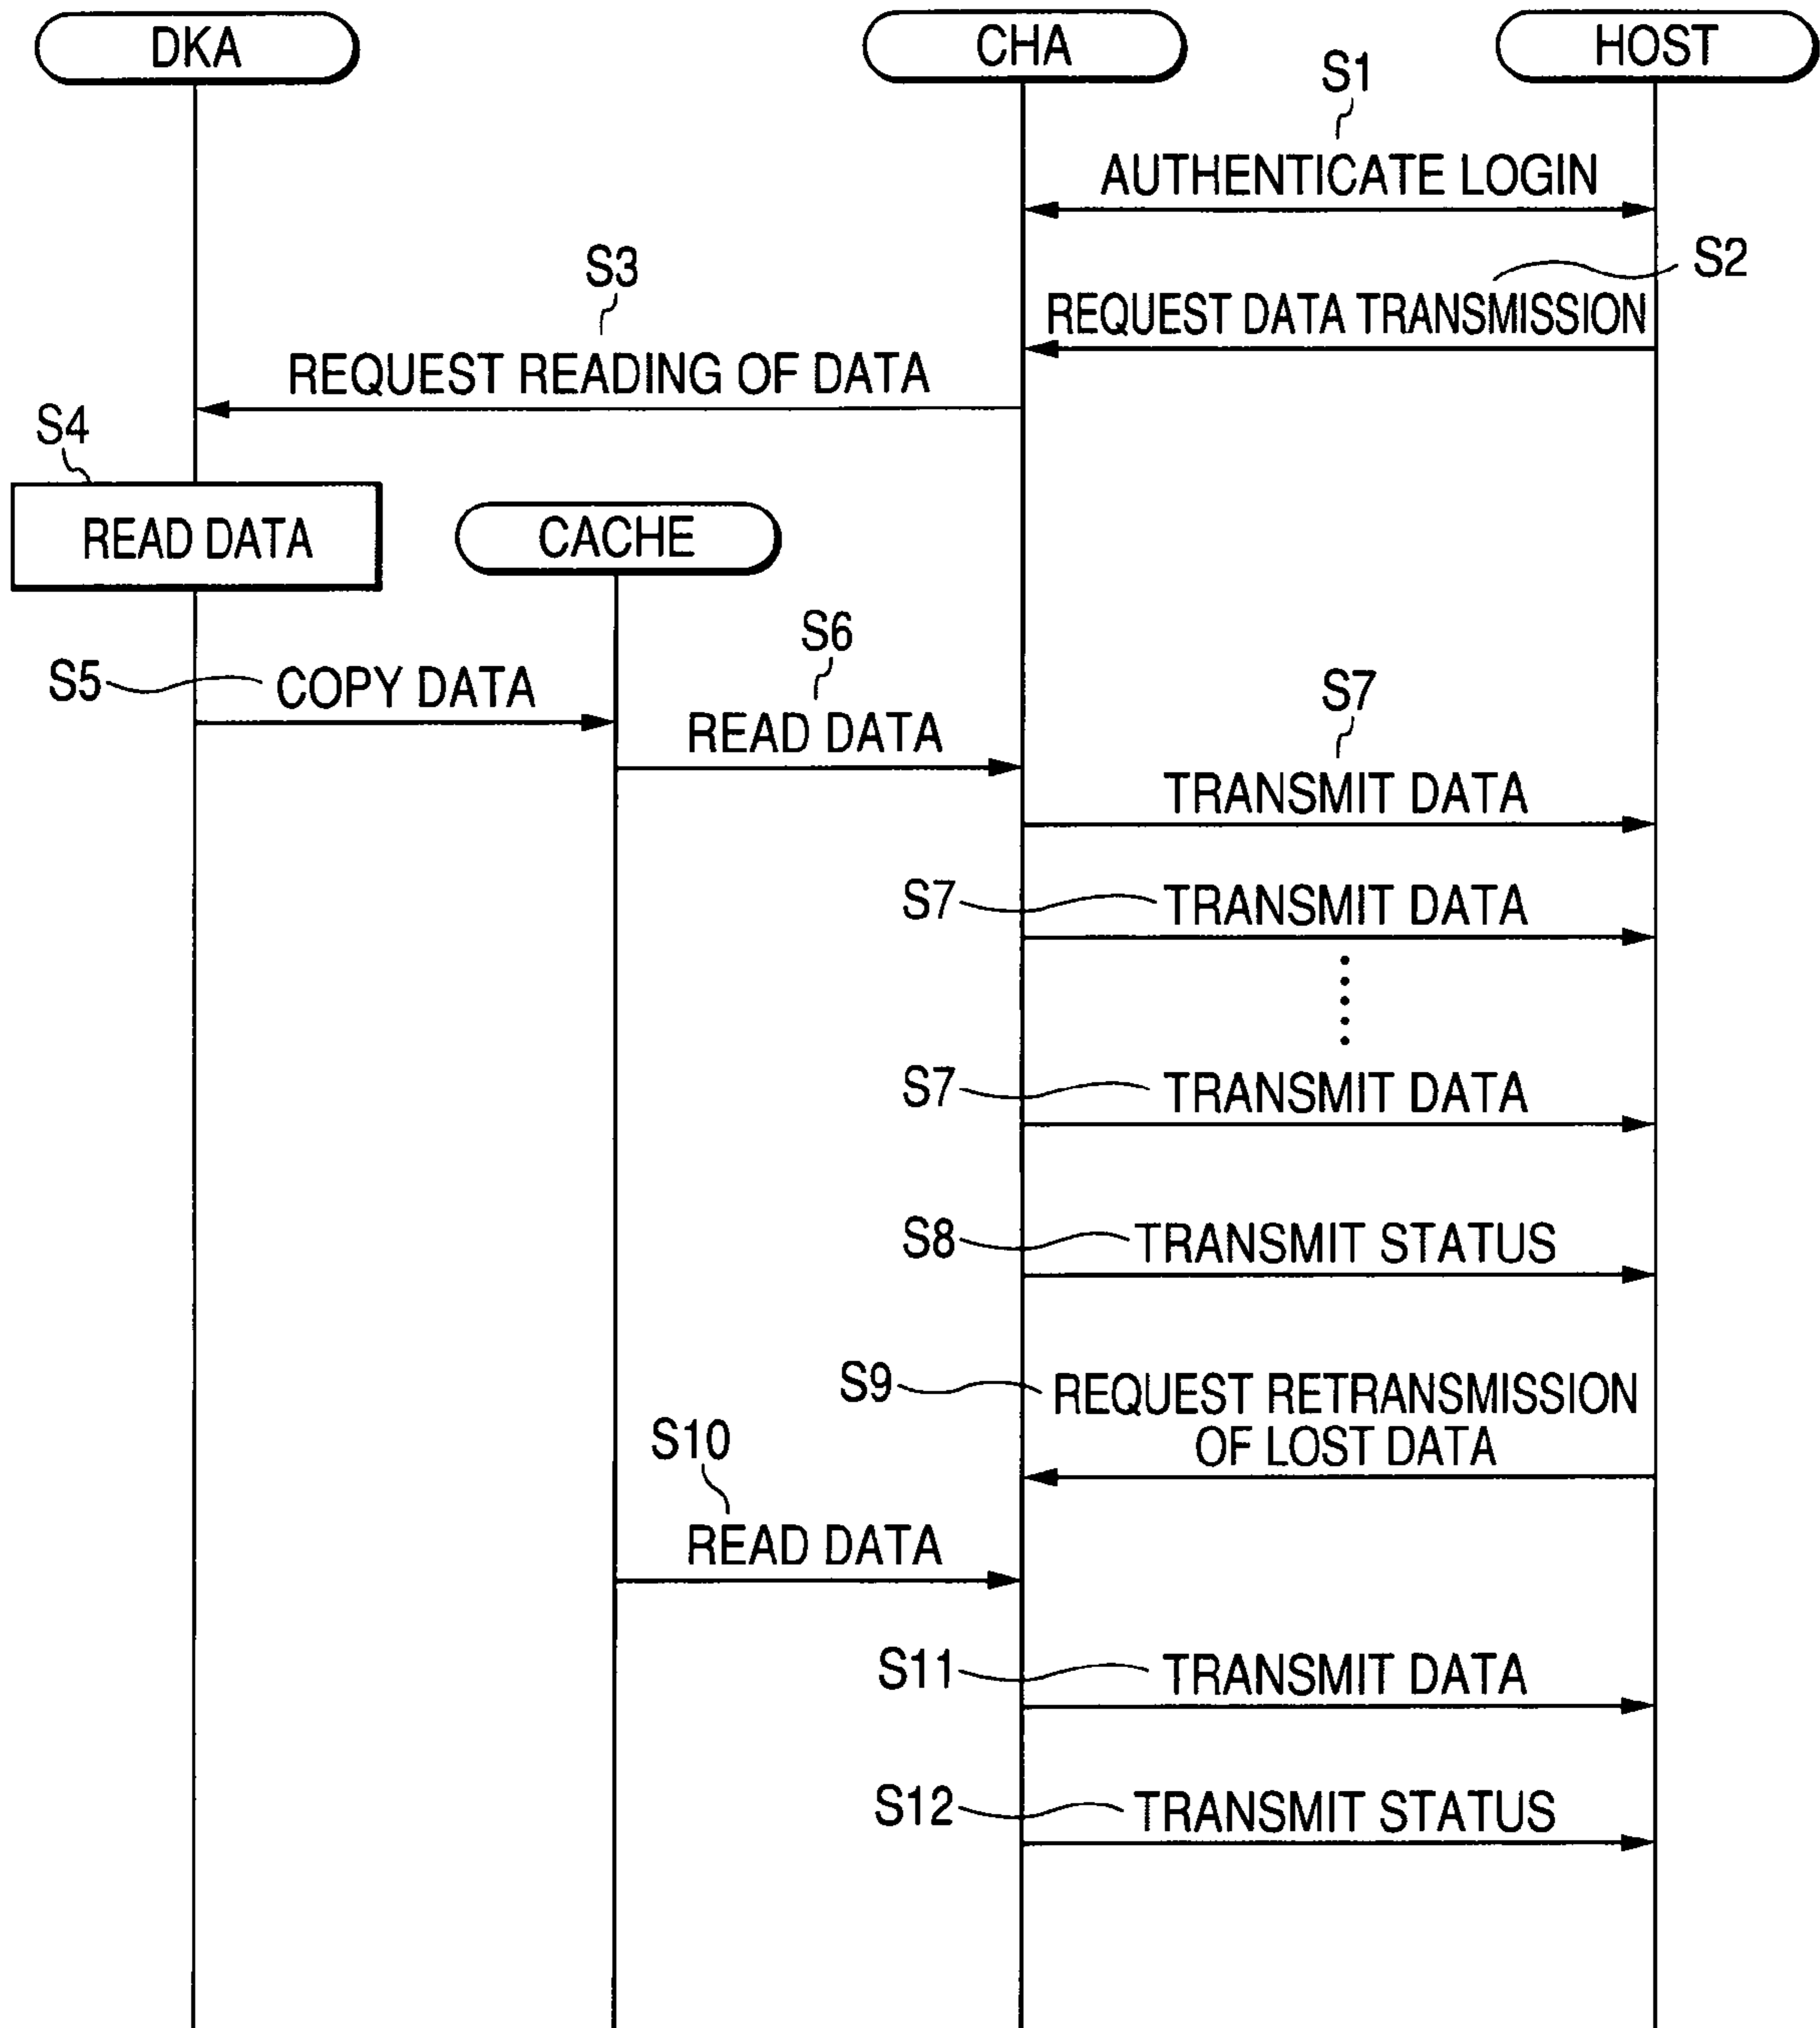 DKA
CHA
HOST
S1
AUTHENTICATE LOGIN
S2
REQUEST DATA TRANSMISSION
S3
REQUEST READING OF DATA
S4
READ DATA
CACHE
S5
COPY DATA
S6
READ DATA
S7
TRANSMIT DATA
S7
TRANSMIT DATA
S7
TRANSMIT DATA
S8
TRANSMIT STATUS
S9
REQUEST RETRANSMISSION
OF LOST DATA
S10
READ DATA
S11
TRANSMIT DATA
S12
TRANSMIT STATUS